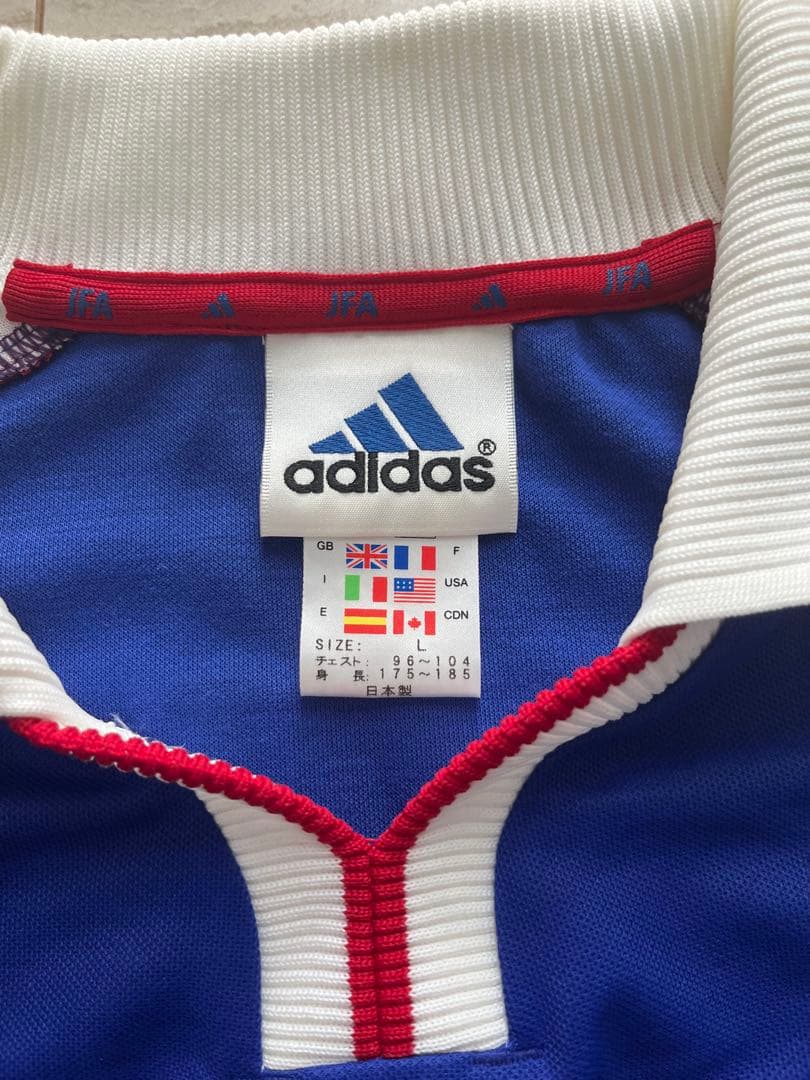 JFA JFA JFA
adidas®
GB F
I USA
E CDN
SIZE: L
チェスト: 96~104
身長: 175~185
日本製